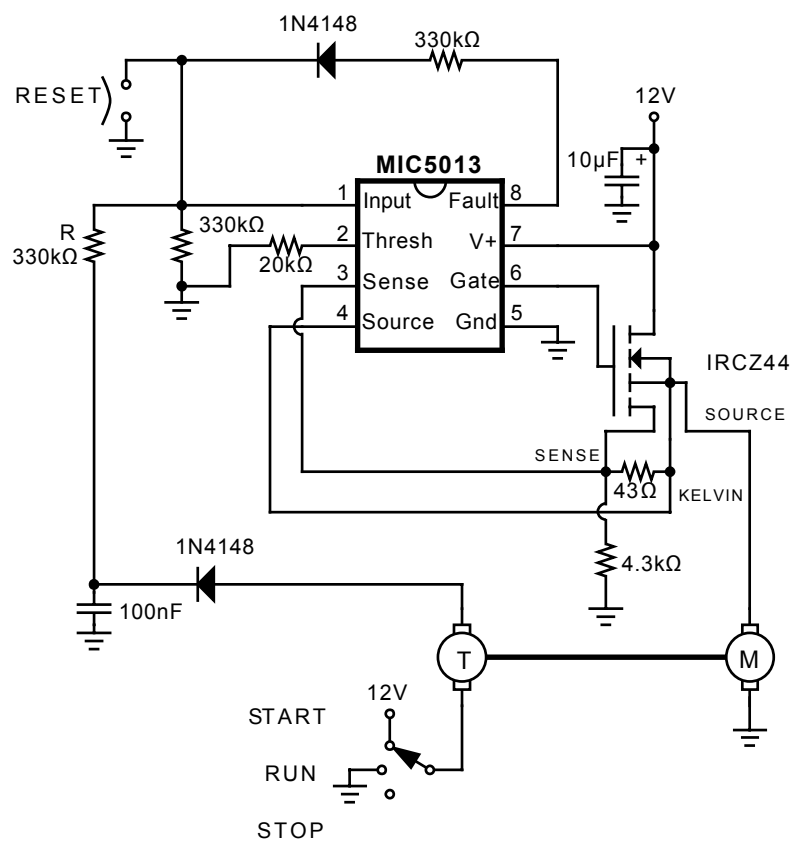 1N4148
330kΩ
RESET
12V
10µF +
MIC5013
1 Input Fault 8
R
330kΩ
330kΩ
2 Thresh V+ 7
20kΩ
3 Sense Gate 6
4 Source Gnd 5
IRCZ44
SOURCE
SENSE
43Ω
KELVIN
1N4148
4.3kΩ
100nF
T
M
12V
START
RUN
STOP